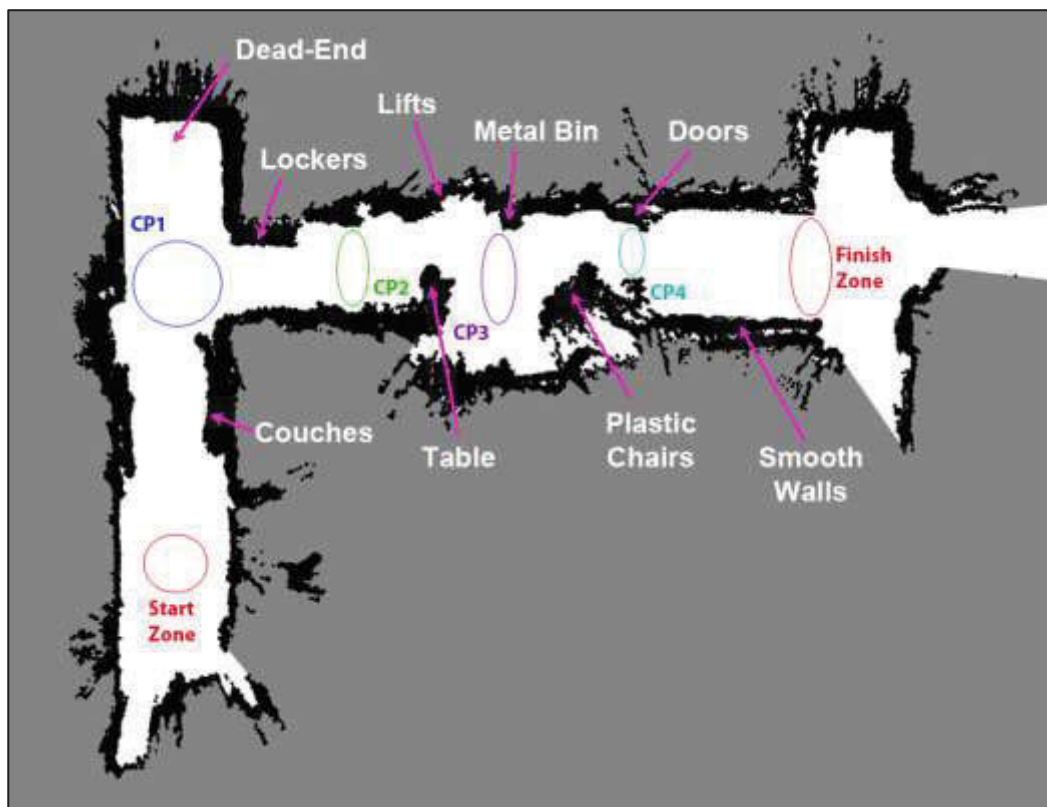 Dead-End
Lifts
Metal Bin
Doors
Lockers
CP1
CP2
CP3
CP4
Finish
Zone
Couches
Table
Plastic
Chairs
Smooth
Walls
Start
Zone